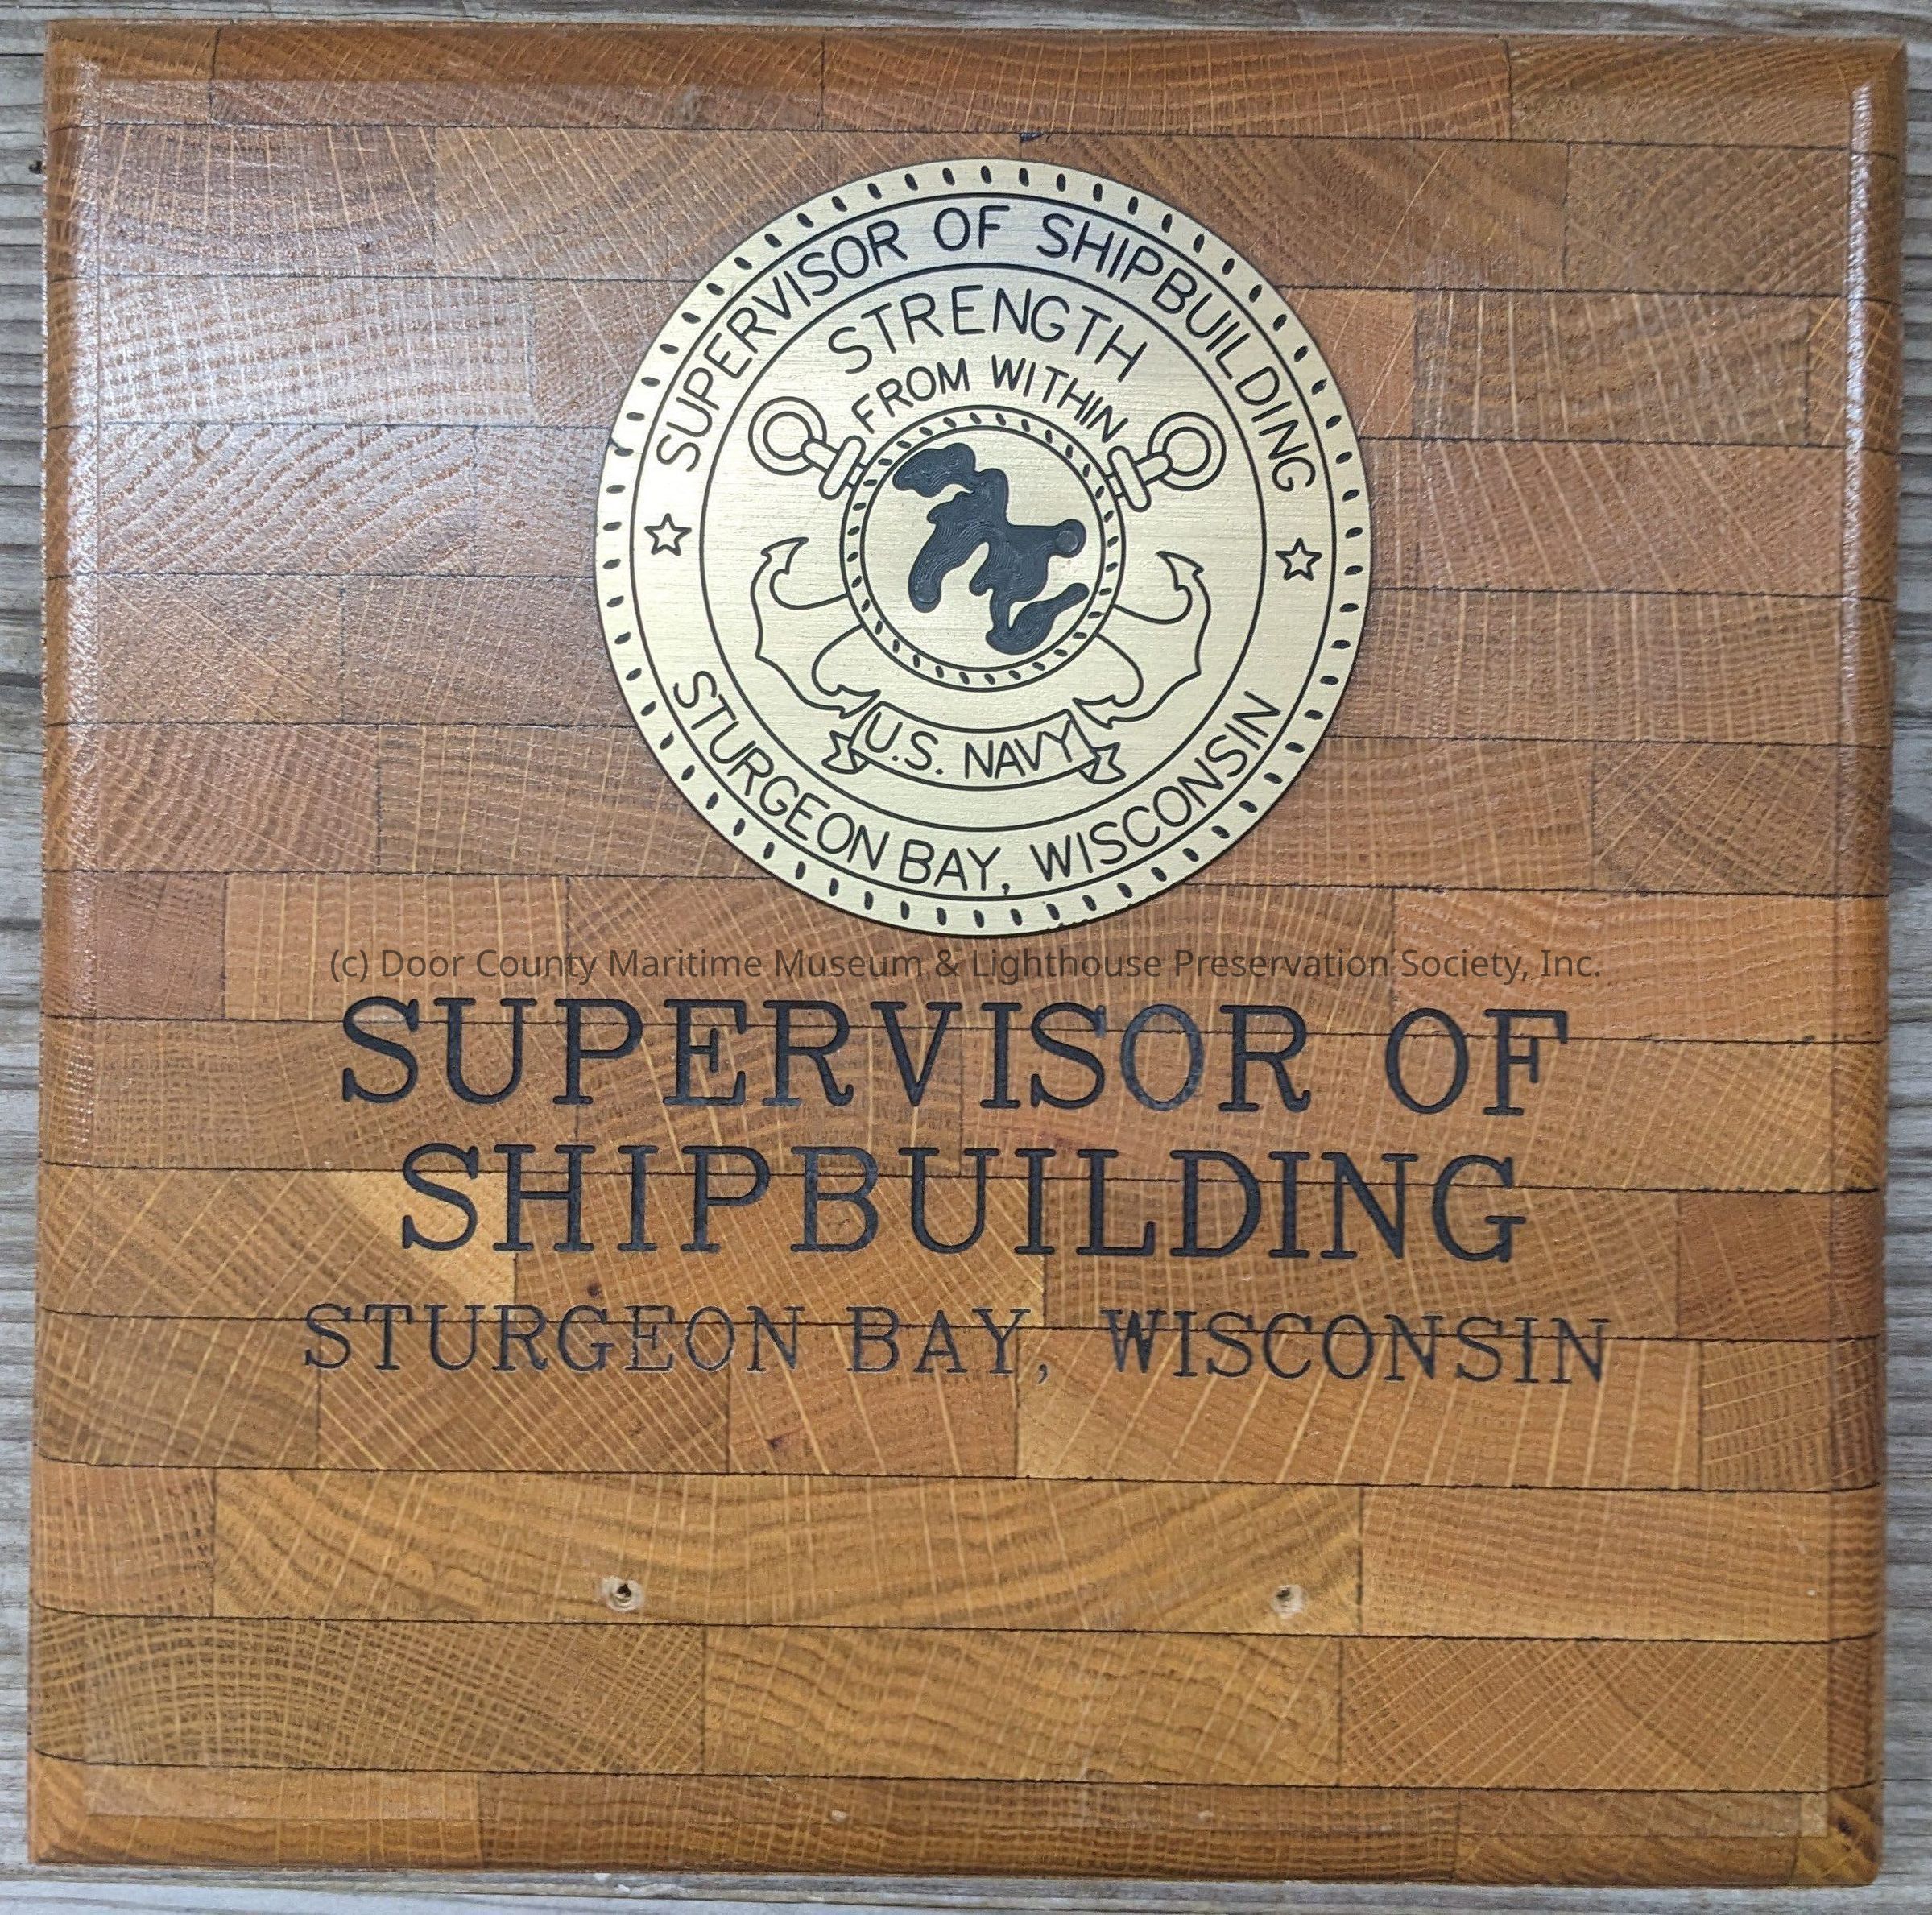 SUPERVISOR OF SHIPBUILDING
STRENGTH
FROM WITHIN
U.S. NAVY
STURGEON BAY, WISCONSIN
(c) Door County Maritime Museum & Lighthouse Preservation Society, Inc.
SUPERVISOR OF
SHIPBUILDING
STURGEON BAY, WISCONSIN